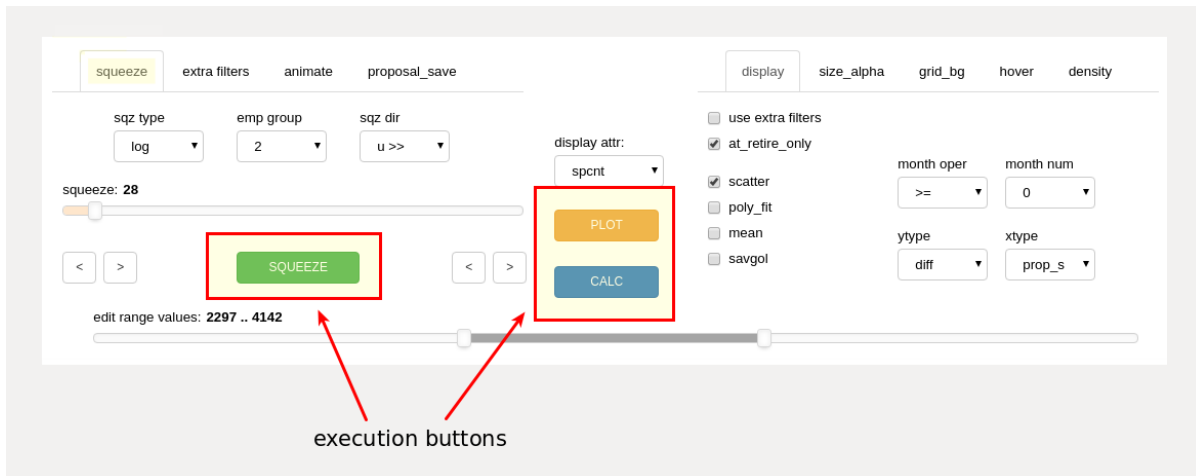 squeeze extra filters animate proposal_save
display size_alpha grid_bg hover density
sqz type emp group sqz dir
log 2 u >>
display attr:
spcnt
use extra filters
at_retire_only
scatter
poly_fit
mean
savgol
month oper month num
>= 0
ytype xtype
diff prop_s
squeeze: 28
PLOT
CALC
< > SQUEEZE < >
edit range values: 2297 .. 4142
execution buttons